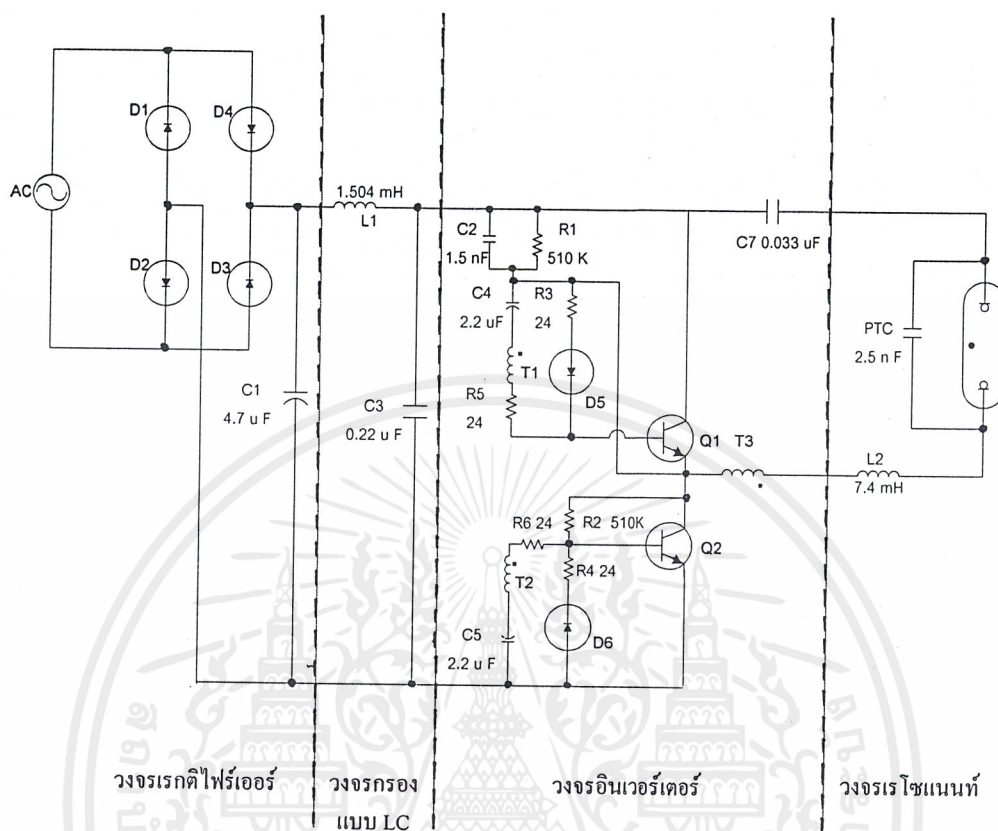 D1
D4
AC
1.504 mH
L1
C2
R1
1.5 nF
510 K
C7 0.033 uF
D2
D3
C4
R3
2.2 uF
24
PTC
2.5 n F
T1
D5
C1
4.7 u F
C3
0.22 u F
R5
24
Q1
T3
L2
7.4 mH
R6 24
R2
510K
Q2
T2
R4 24
C5
2.2 u F
D6
วงจรเรกติไฟร์เออร์
วงจรกรอง
แบบ LC
วงจรอินเวอร์เตอร์
วงจรเรโซแนนท์